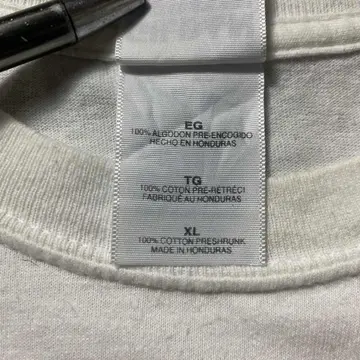 EG
100% ALGODON PRE-ENCOGIDO
HECHO EN HONDURAS
TG
100% COTON PRE-RETRÉCI
FABRIQUÉ AU HONDURAS
XL
100% COTTON PRESHRUNK
MADE IN HONDURAS